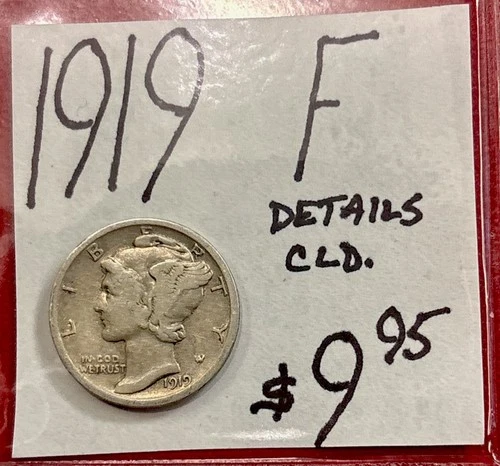 1919 F
DETAILS
CLD.
$9 95
LIBERTY
IN·GOD
WE TRUST
1919
W